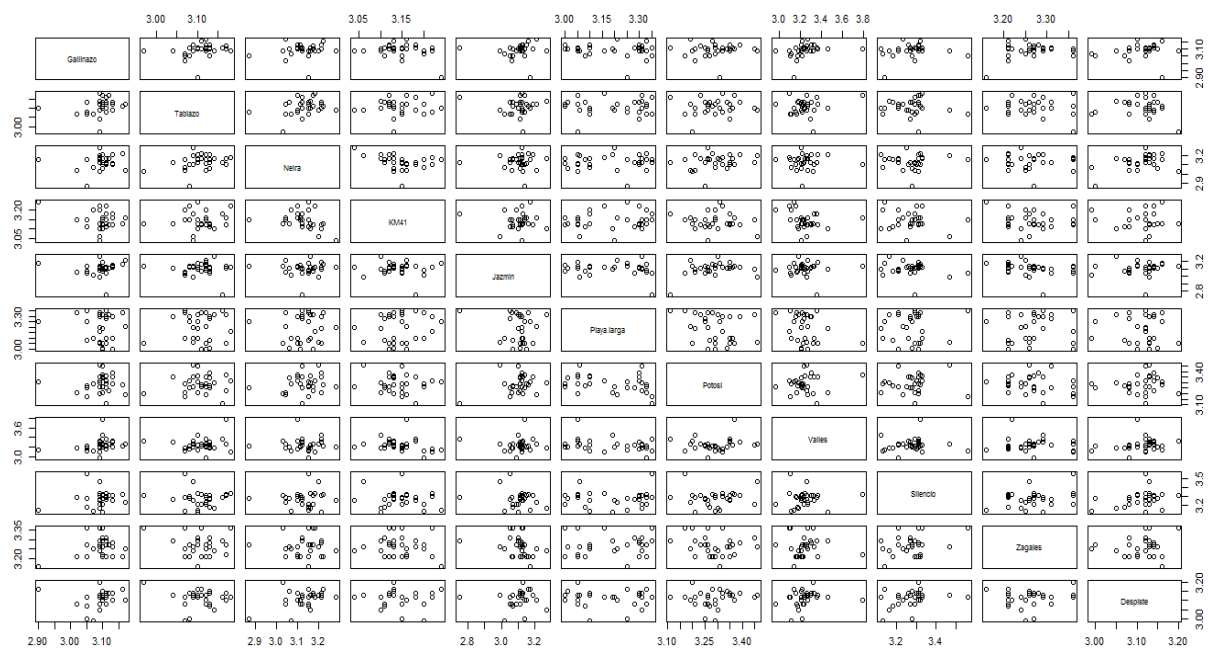 3.00 3.10 3.05 3.15 3.00 3.15 3.30 3.0 3.2 3.4 3.6 3.8 3.20 3.30
Gallinazo 2.90 3.10
3.00 Tablazo
Neira 2.9 3.2
3.05 3.20 KM41
Jazmin 2.8 3.2
3.00 3.30 Playa.larga
Potosi 3.10 3.40
3.0 3.6 Valles
Silencio 3.2 3.5
3.20 3.35 Zagales
Despiste 3.00 3.20
2.90 3.00 3.10 2.9 3.0 3.1 3.2 2.8 3.0 3.2 3.10 3.25 3.40 3.2 3.4 3.00 3.10 3.20